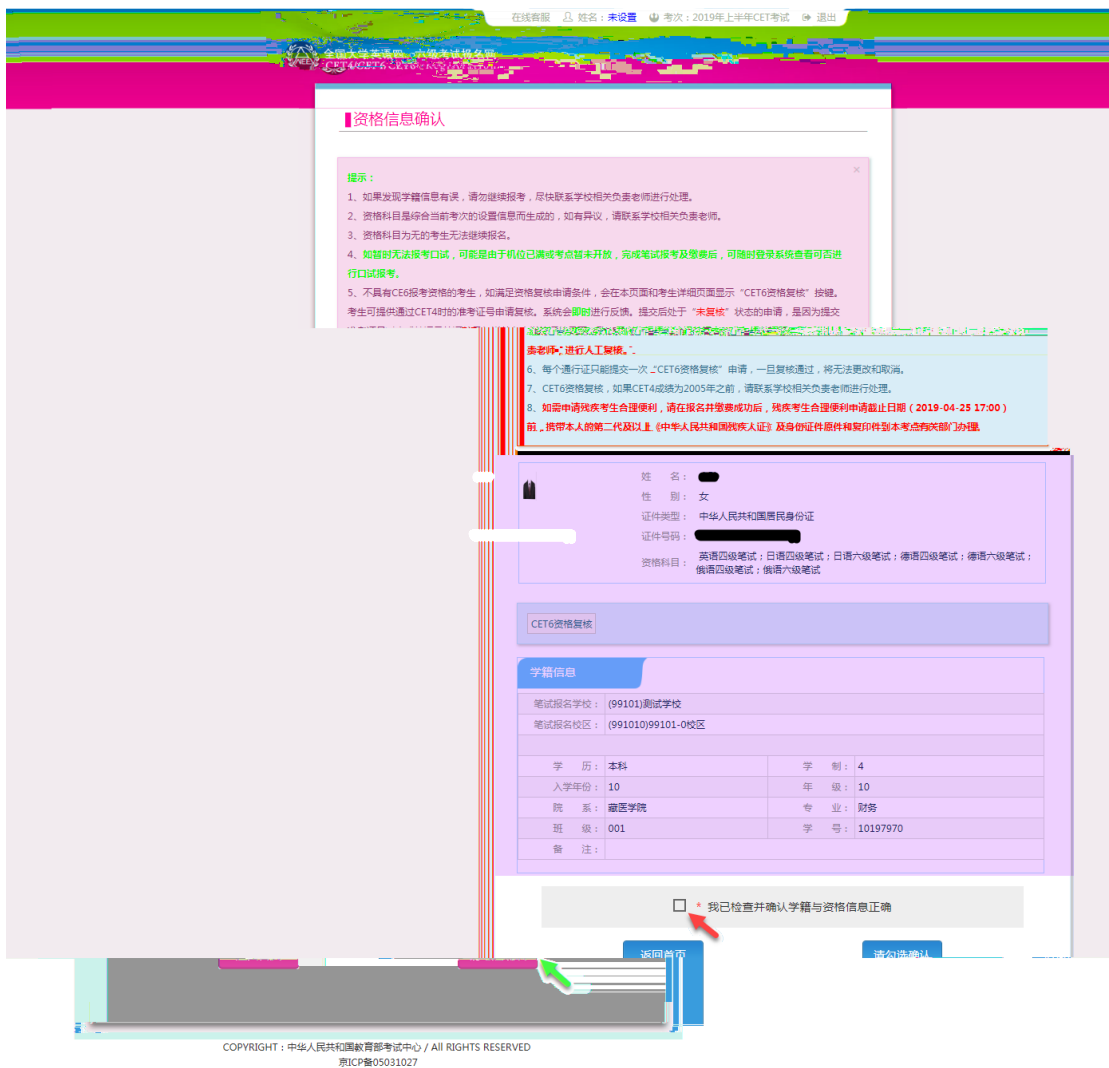 在线客服 姓名：未设置 考次：2019年上半年CET考试 退出
全国大学英语四、六级考试报名网
资格信息确认
×
提示：
1、如果发现学籍信息有误，请勿继续报考，尽快联系学校相关负责老师进行处理。
2、资格科目是综合当前考次的设置信息而生成的，如有异议，请联系学校相关负责老师。
3、资格科目为无的考生无法继续报名。
4、如暂时无法报考口试，可能是由于机位已满或考点暂未开放，完成笔试报考及缴费后，可随时登录系统查看可否进
行口试报考。
5、不具有CE6报考资格的考生，如满足资格复核申请条件，会在本页面和考生详细页面显示“CET6资格复核”按键。
考生可提供通过CET4时的准考证号申请复核。系统会即时进行反馈。提交后处于“未复核”状态的申请，是因为提交
责老师，进行人工复核。
6、每个通行证只能提交一次“CET6资格复核”申请，一旦复核通过，将无法更改和取消。
7、CET6资格复核，如果CET4成绩为2005年之前，请联系学校相关负责老师进行处理。
8、如需申请残疾考生合理便利，请在报名并缴费成功后，残疾考生合理便利申请截止日期（2019-04-25 17:00）
前，携带本人的第二代及以上《中华人民共和国残疾人证》及身份证件原件和复印件到本考点有关部门办理。
姓 名：
性 别：女
证件类型：中华人民共和国居民身份证
证件号码：
资格科目：英语四级笔试；日语四级笔试；日语六级笔试；德语四级笔试；德语六级笔试；
俄语四级笔试；俄语六级笔试
CET6资格复核
学籍信息
笔试报名学校：(99101)测试学校
笔试报名校区：(991010)99101-0校区
学 历：本科 学 制：4
入学年份：10 年 级：10
院 系：藏医学院 专 业：财务
班 级：001 学 号：10197970
备 注：
* 我已检查并确认学籍与资格信息正确
返回首页 请勾选确认
COPYRIGHT：中华人民共和国教育部考试中心 / All RIGHTS RESERVED
京ICP备05031027